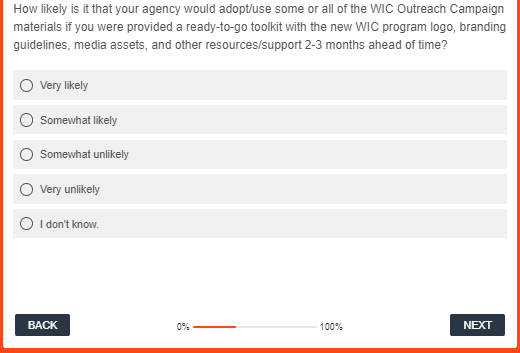 How likely is it that your agency would adopt/use some or all of the WIC Outreach Campaign
materials if you were provided a ready-to-go toolkit with the new WIC program logo, branding
guidelines, media assets, and other resources/support 2-3 months ahead of time?
Very likely
Somewhat likely
Somewhat unlikely
Very unlikely
I don't know.
BACK 0% 100% NEXT